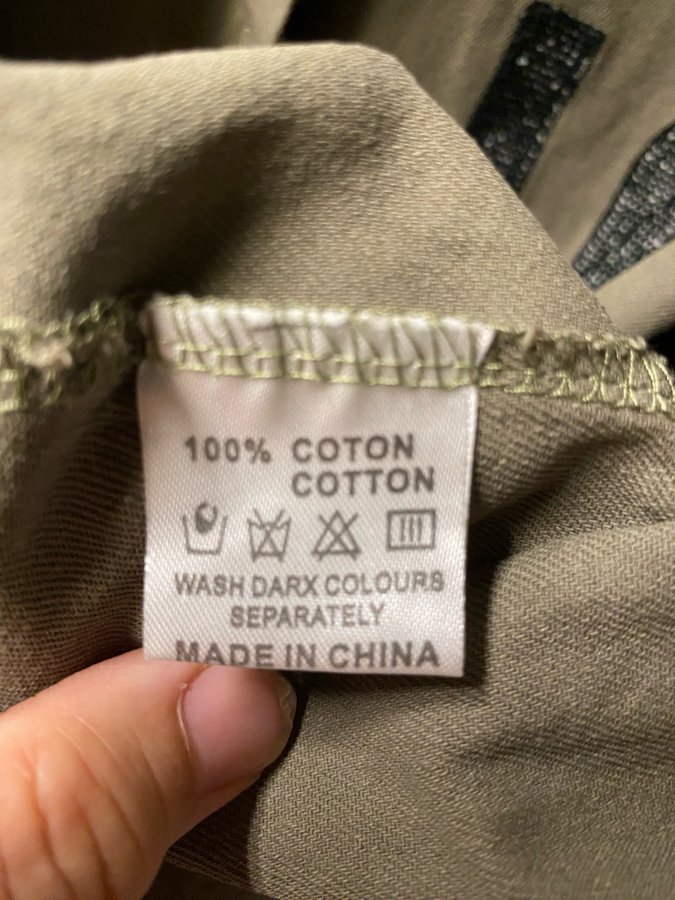 100% COTON
COTTON
WASH DARX COLOURS
SEPARATELY
MADE IN CHINA